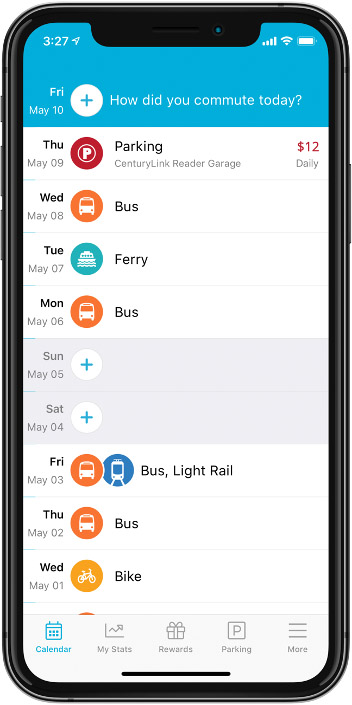 3:27
Fri
May 10
How did you commute today?
Thu
May 09
P
Parking
CenturyLink Reader Garage
$12
Daily
Wed
May 08
Bus
Tue
May 07
Ferry
Mon
May 06
Bus
Sun
May 05
Sat
May 04
Fri
May 03
Bus, Light Rail
Thu
May 02
Bus
Wed
May 01
Bike
Calendar
My Stats
Rewards
P
Parking
More